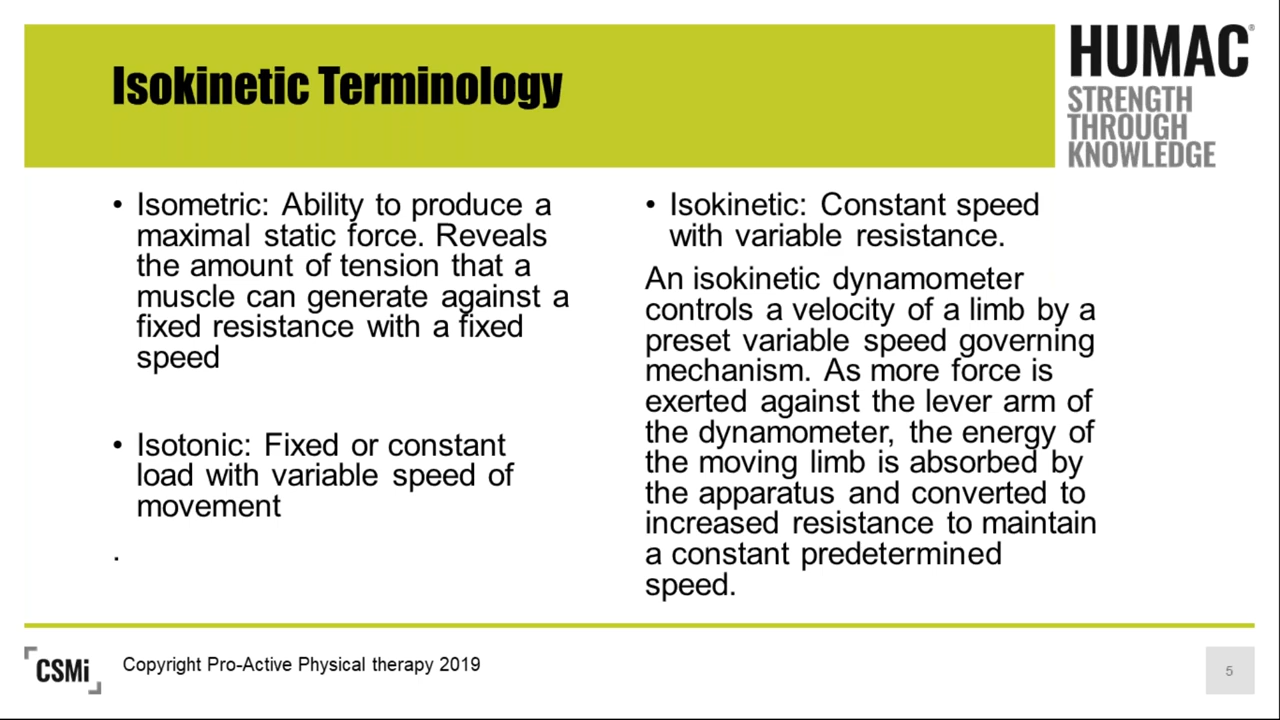 Isokinetic Terminology
HUMAC®
STRENGTH
THROUGH
KNOWLEDGE
• Isometric: Ability to produce a
maximal static force. Reveals
the amount of tension that a
muscle can generate against a
fixed resistance with a fixed
speed
• Isotonic: Fixed or constant
load with variable speed of
movement
.
• Isokinetic: Constant speed
with variable resistance.
An isokinetic dynamometer
controls a velocity of a limb by a
preset variable speed governing
mechanism. As more force is
exerted against the lever arm of
the dynamometer, the energy of
the moving limb is absorbed by
the apparatus and converted to
increased resistance to maintain
a constant predetermined
speed.
CSMi
Copyright Pro-Active Physical therapy 2019
5